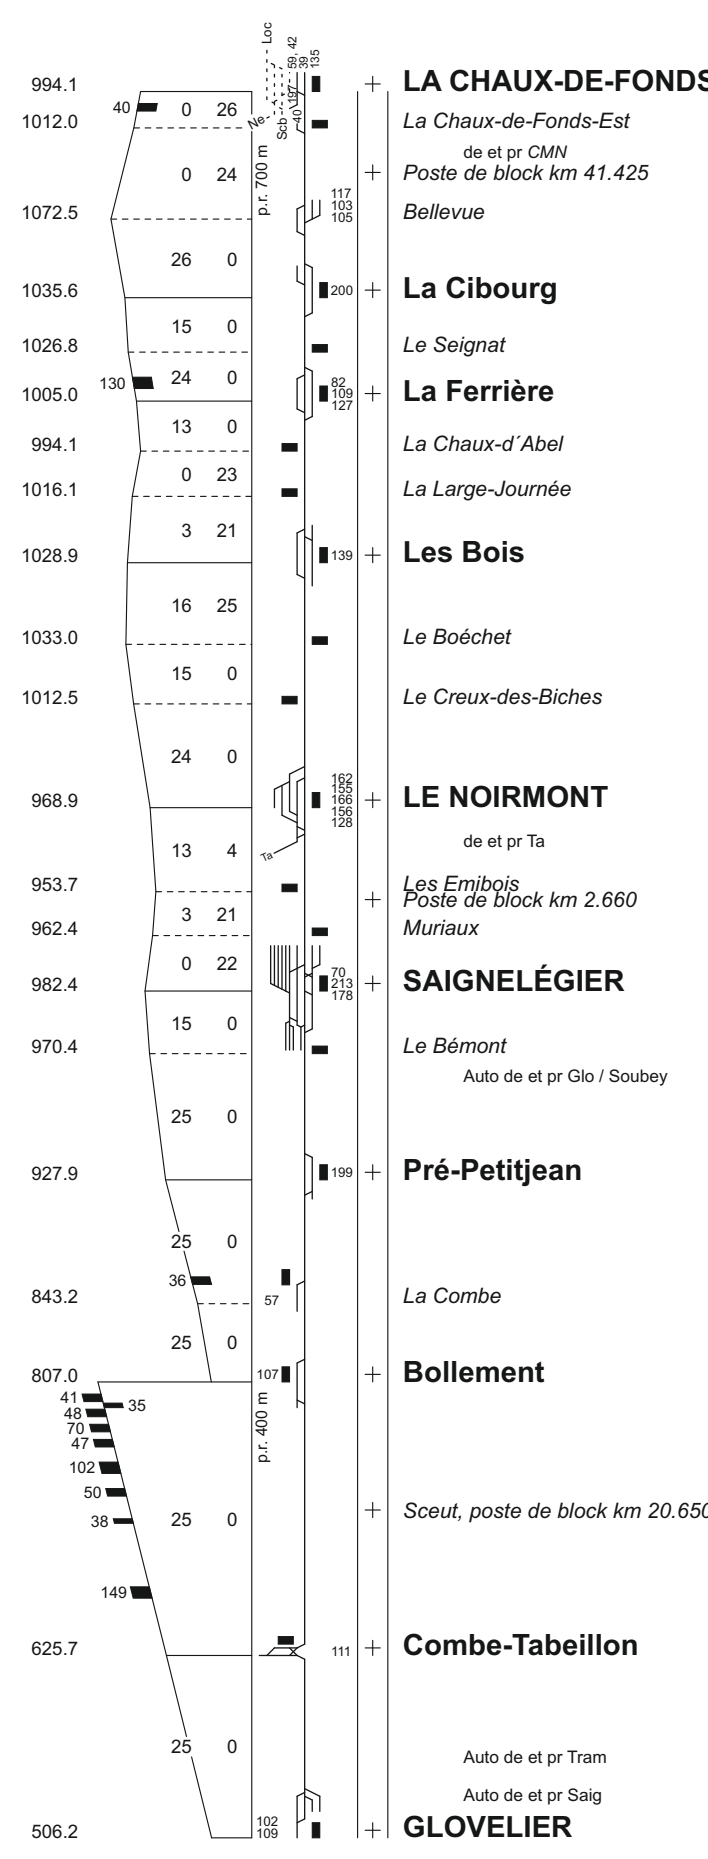 Loc
59, 42
39
135
197
40
Ne
Scb
994.1 LA CHAUX-DE-FONDS
40 0 26
1012.0 La Chaux-de-Fonds-Est
de et pr CMN
0 24 p.r. 700 m Poste de block km 41.425
117
103
105
1072.5 Bellevue
26 0
1035.6 200 La Cibourg
15 0
1026.8 Le Seignat
130 24 0
82
109
127
1005.0 La Ferrière
13 0
994.1 La Chaux-d´Abel
0 23
1016.1 La Large-Journée
3 21
1028.9 139 Les Bois
16 25
1033.0 Le Boéchet
15 0
1012.5 Le Creux-des-Biches
24 0
162
155
166
156
128
968.9 LE NOIRMONT
de et pr Ta
13 4 Ta
953.7 Les Emibois
Poste de block km 2.660
3 21
962.4 Muriaux
0 22
70
213
178
982.4 SAIGNELÉGIER
15 0
970.4 Le Bémont
Auto de et pr Glo / Soubey
25 0
927.9 199 Pré-Petitjean
25 0
36
843.2 57 La Combe
25 0
807.0 107 Bollement
41
35
48
70
47
p.r. 400 m
102
50
38 25 0 Sceut, poste de block km 20.650
149
625.7 111 Combe-Tabeillon
25 0
Auto de et pr Tram
Auto de et pr Saig
102
109
506.2 GLOVELIER